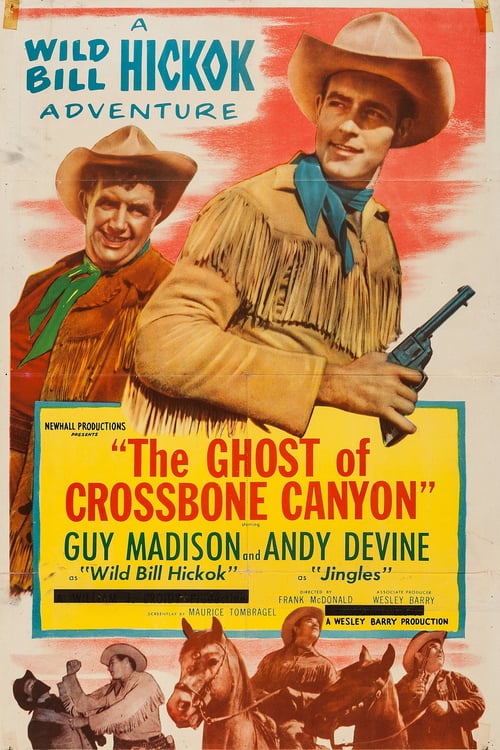 A
WILD
BILL HICKOK
ADVENTURE
NEWHALL PRODUCTIONS
PRESENTS
"The GHOST of
CROSSBONE CANYON"
starring
GUY MADISON and ANDY DEVINE
as "Wild Bill Hickok" as "Jingles"
DIRECTED BY ASSOCIATE PRODUCER
FRANK McDONALD WESLEY BARRY
SCREENPLAY BY MAURICE TOMBRAGEL
A WESLEY BARRY PRODUCTION